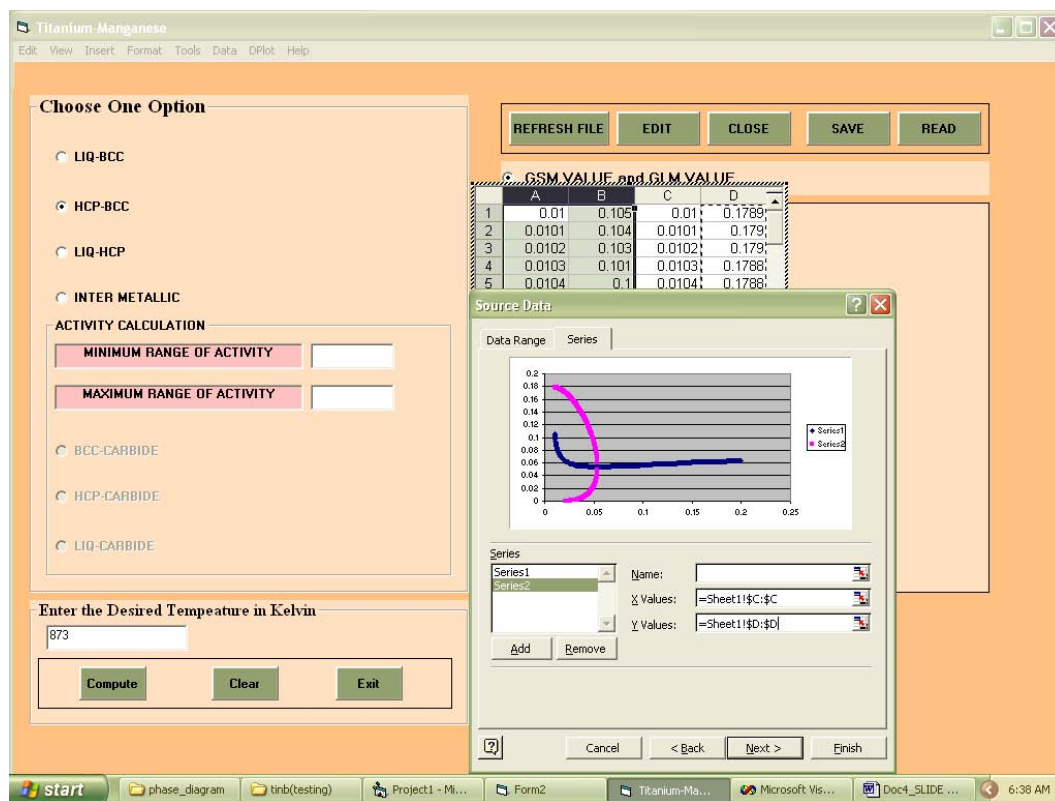 Titanium-Manganese
Edit View Insert Format Tools Data DPlot Help
Choose One Option
LIQ-BCC
HCP-BCC
LIQ-HCP
INTER METALLIC
ACTIVITY CALCULATION
MINIMUM RANGE OF ACTIVITY
MAXIMUM RANGE OF ACTIVITY
BCC-CARBIDE
HCP-CARBIDE
LIQ-CARBIDE
Enter the Desired Tempeature in Kelvin
873
Compute Clear Exit
REFRESH FILE EDIT CLOSE SAVE READ
GSM VALUE and GLM VALUE
A B C D
1 0.01 0.105 0.01 0.1789
2 0.0101 0.104 0.0101 0.179
3 0.0102 0.103 0.0102 0.179
4 0.0103 0.101 0.0103 0.1788
5 0.0104 0.1 0.0104 0.1788
Source Data
Data Range Series
0.2
0.18
0.16
0.14
0.12
0.1
0.08
0.06
0.04
0.02
0
0 0.05 0.1 0.15 0.2 0.25
Series1
Series2
Series
Series1
Series2
Name:
X Values: =Sheet1!$C:$C
Y Values: =Sheet1!$D:$D
Add Remove
Cancel < Back Next > Finish
start phase_diagram tinb(testing) Project1 - Mi... Form2 Titanium-Ma... Microsoft Vis... Doc4_SLIDE ... 6:38 AM